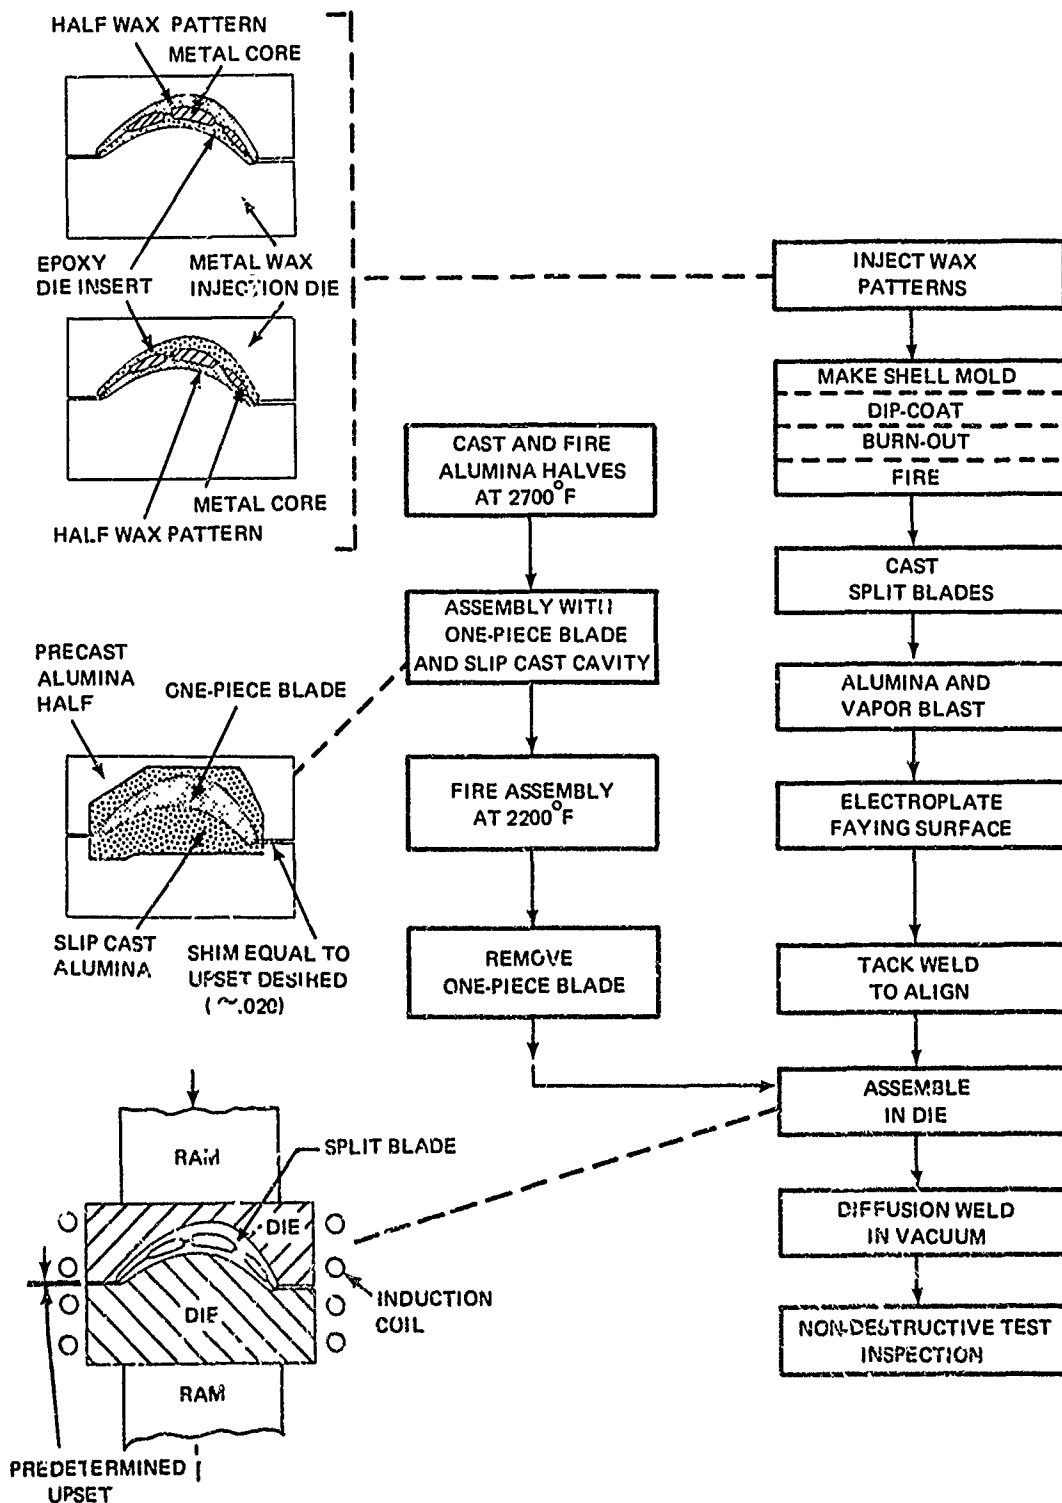 HALF WAX PATTERN
METAL CORE
EPOXY
DIE INSERT
METAL WAX
INJECTION DIE
METAL CORE
HALF WAX PATTERN
PRECAST
ALUMINA
HALF
ONE-PIECE BLADE
SLIP CAST
ALUMINA
SHIM EQUAL TO
UPSET DESIRED
(~.020)
RAM
SPLIT BLADE
DIE
DIE
INDUCTION
COIL
RAM
PREDETERMINED
UPSET
CAST AND FIRE
ALUMINA HALVES
AT 2700°F
ASSEMBLY WITH
ONE-PIECE BLADE
AND SLIP CAST CAVITY
FIRE ASSEMBLY
AT 2200°F
REMOVE
ONE-PIECE BLADE
INJECT WAX
PATTERNS
MAKE SHELL MOLD
DIP-COAT
BURN-OUT
FIRE
CAST
SPLIT BLADES
ALUMINA AND
VAPOR BLAST
ELECTROPLATE
FAYING SURFACE
TACK WELD
TO ALIGN
ASSEMBLE
IN DIE
DIFFUSION WELD
IN VACUUM
NON-DESTRUCTIVE TEST
INSPECTION